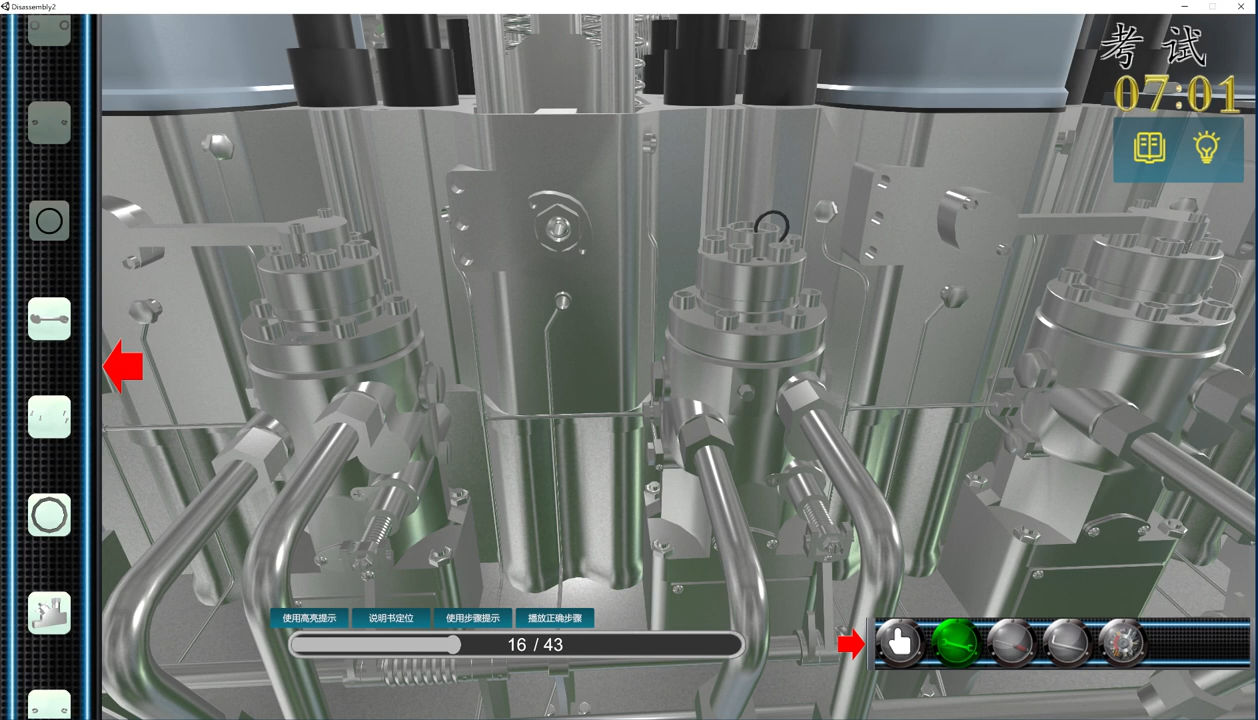 Disassembly2
考试
07:01
使用高亮提示
说明书定位
使用步骤提示
播放正确步骤
16 / 43